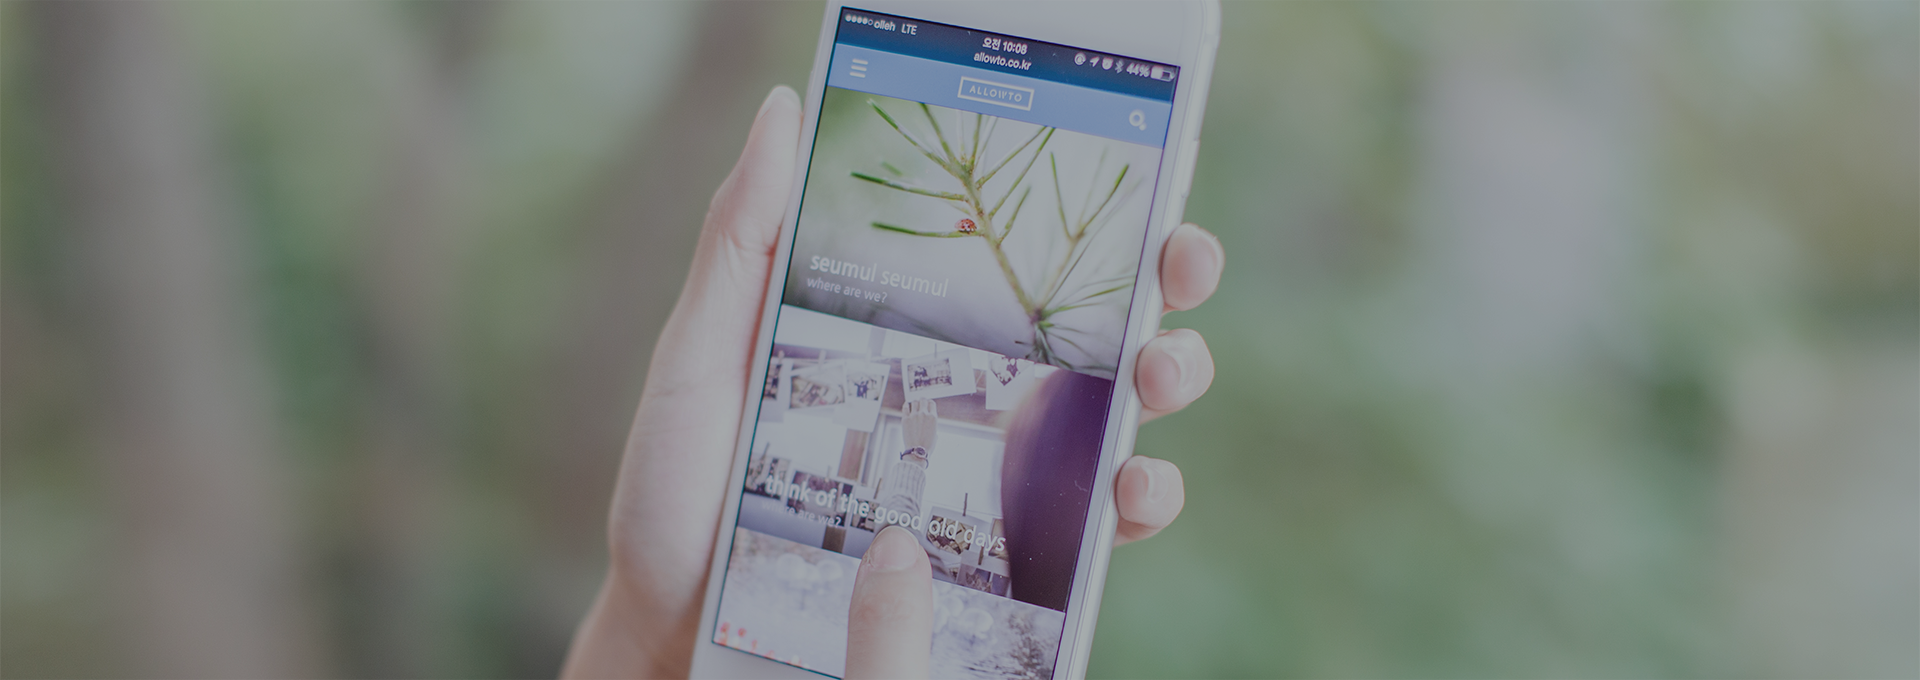 olleh LTE
오전 10:08
44%
allowto.co.kr
ALLOWTO
seumul seumul
where are we?
think of the good old days
where are we?